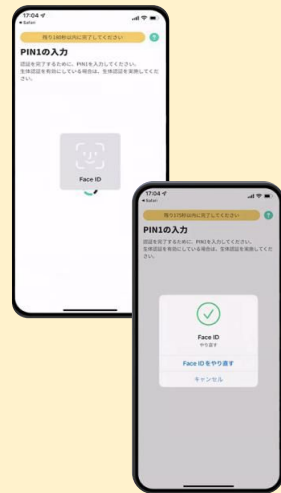 17:04
◀ Safari
残り180秒以内に完了してください
?
PIN1の入力
認証を完了するために、PIN1を入力してください。
生体認証を有効にしている場合は、生体認証を実施してくだ
さい。
Face ID
17:04
◀ Safari
残り175秒以内に完了してください
?
PIN1の入力
認証を完了するために、PIN1を入力してください。
生体認証を有効にしている場合は、生体認証を実施してくだ
さい。
Face ID
やり直す
Face IDをやり直す
キャンセル